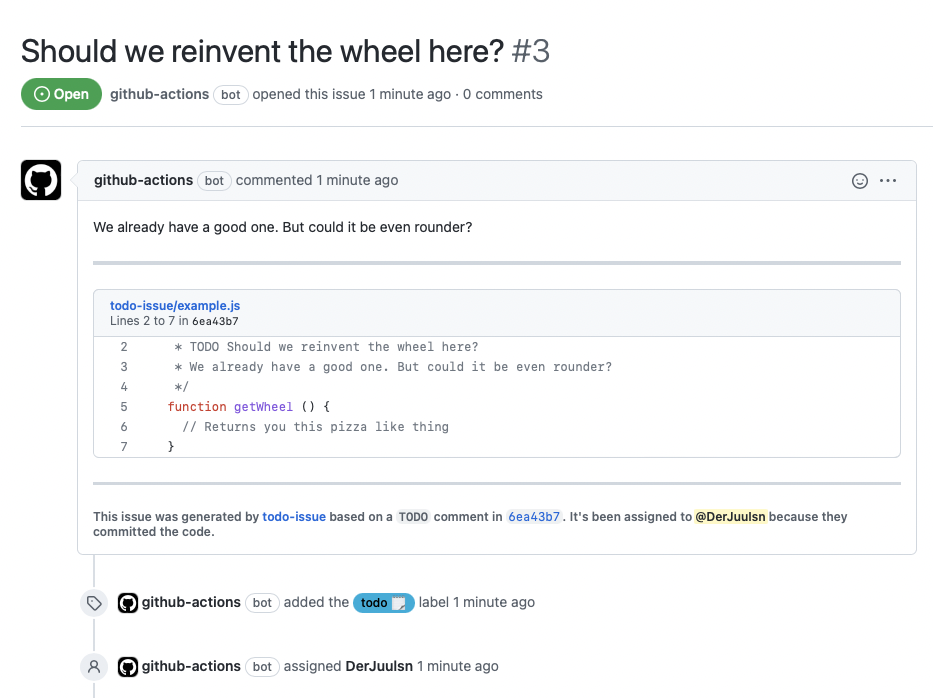 Should we reinvent the wheel here? #3
Open github-actions bot opened this issue 1 minute ago · 0 comments
github-actions bot commented 1 minute ago
We already have a good one. But could it be even rounder?
todo-issue/example.js
Lines 2 to 7 in 6ea43b7
2 * TODO Should we reinvent the wheel here?
3 * We already have a good one. But could it be even rounder?
4 */
5 function getWheel () {
6 // Returns you this pizza like thing
7 }
This issue was generated by todo-issue based on a TODO comment in 6ea43b7. It's been assigned to @DerJuulsn because they
committed the code.
github-actions bot added the todo label 1 minute ago
github-actions bot assigned DerJuulsn 1 minute ago